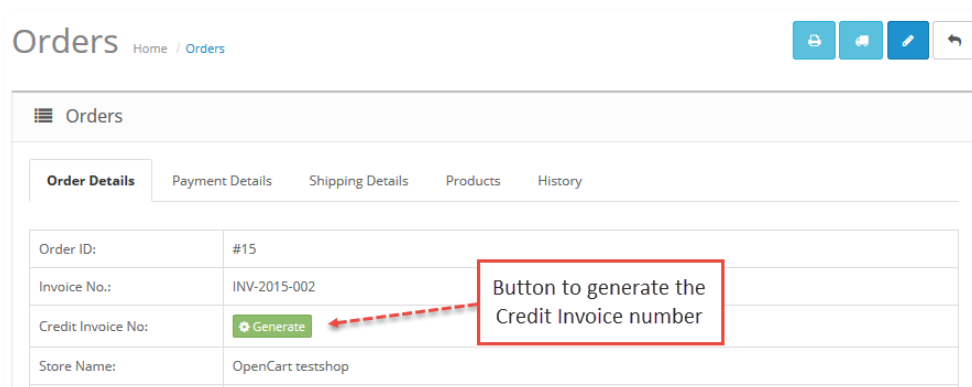 Orders Home / Orders
Orders
Order Details Payment Details Shipping Details Products History
Order ID: #15
Invoice No.: INV-2015-002
Credit Invoice No: Generate
Button to generate the
Credit Invoice number
Store Name: OpenCart testshop